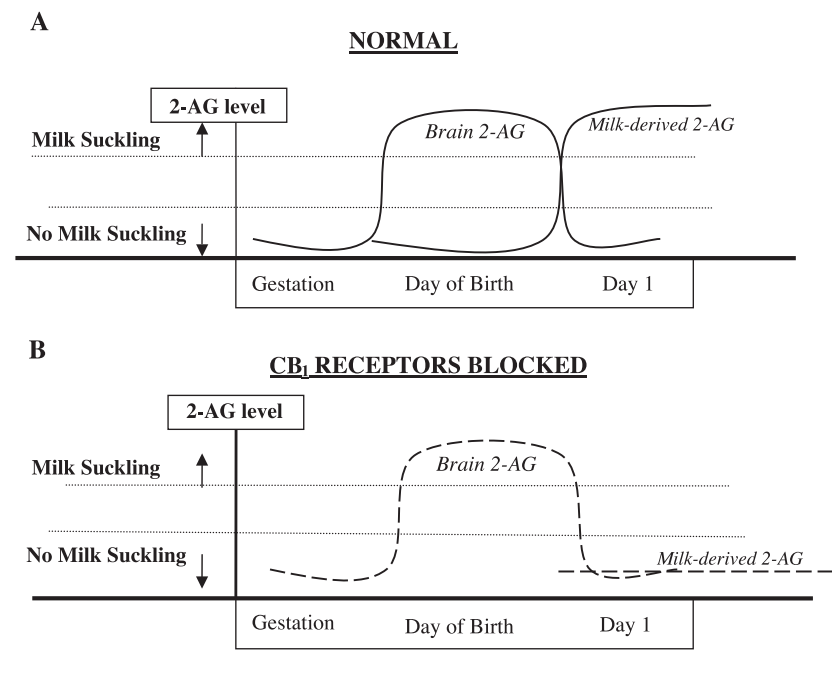 A
NORMAL
2-AG level
Milk Suckling
Brain 2-AG
Milk-derived 2-AG
No Milk Suckling
Gestation
Day of Birth
Day 1
B
CB₁ RECEPTORS BLOCKED
2-AG level
Milk Suckling
Brain 2-AG
No Milk Suckling
Milk-derived 2-AG
Gestation
Day of Birth
Day 1